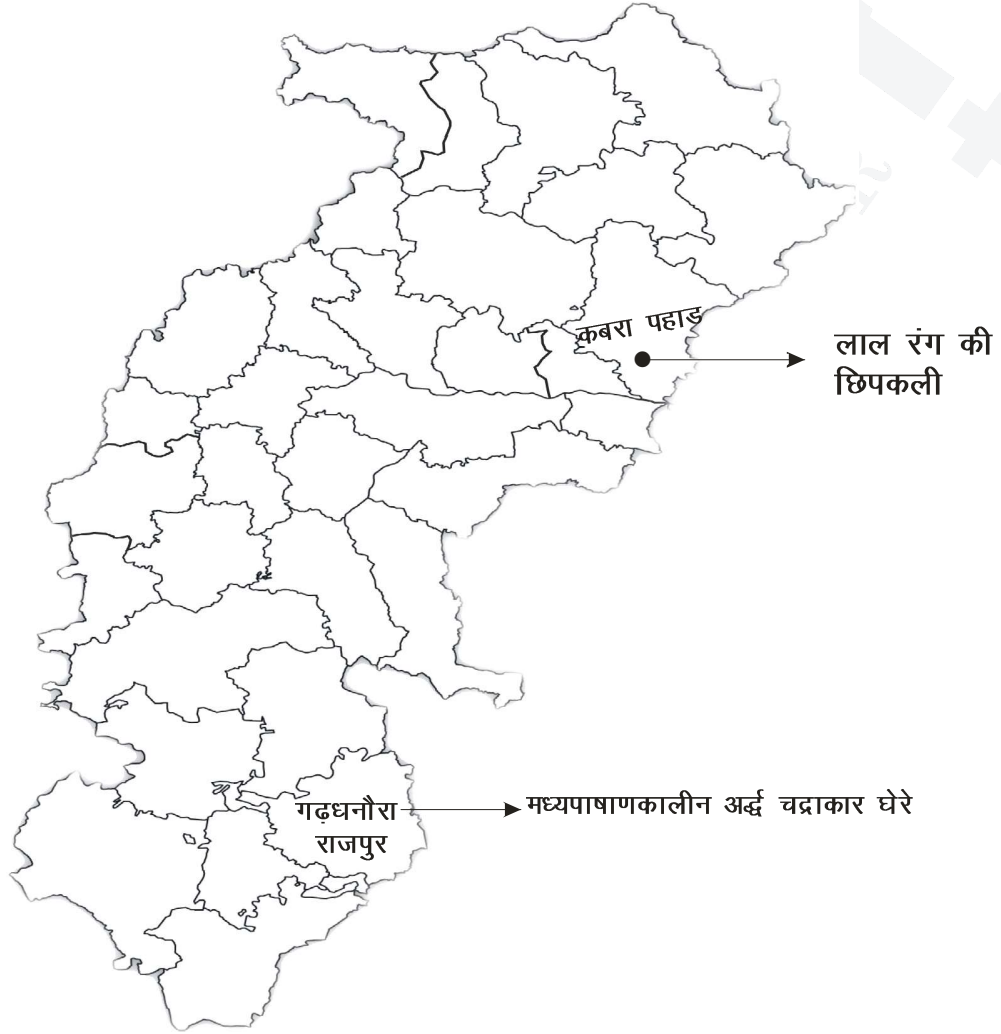 कबरा पहाड
लाल रंग की
छिपकली
गढ़धनौरा
राजपुर
मध्यपाषाणकालीन अर्द्ध चद्राकार घेरे